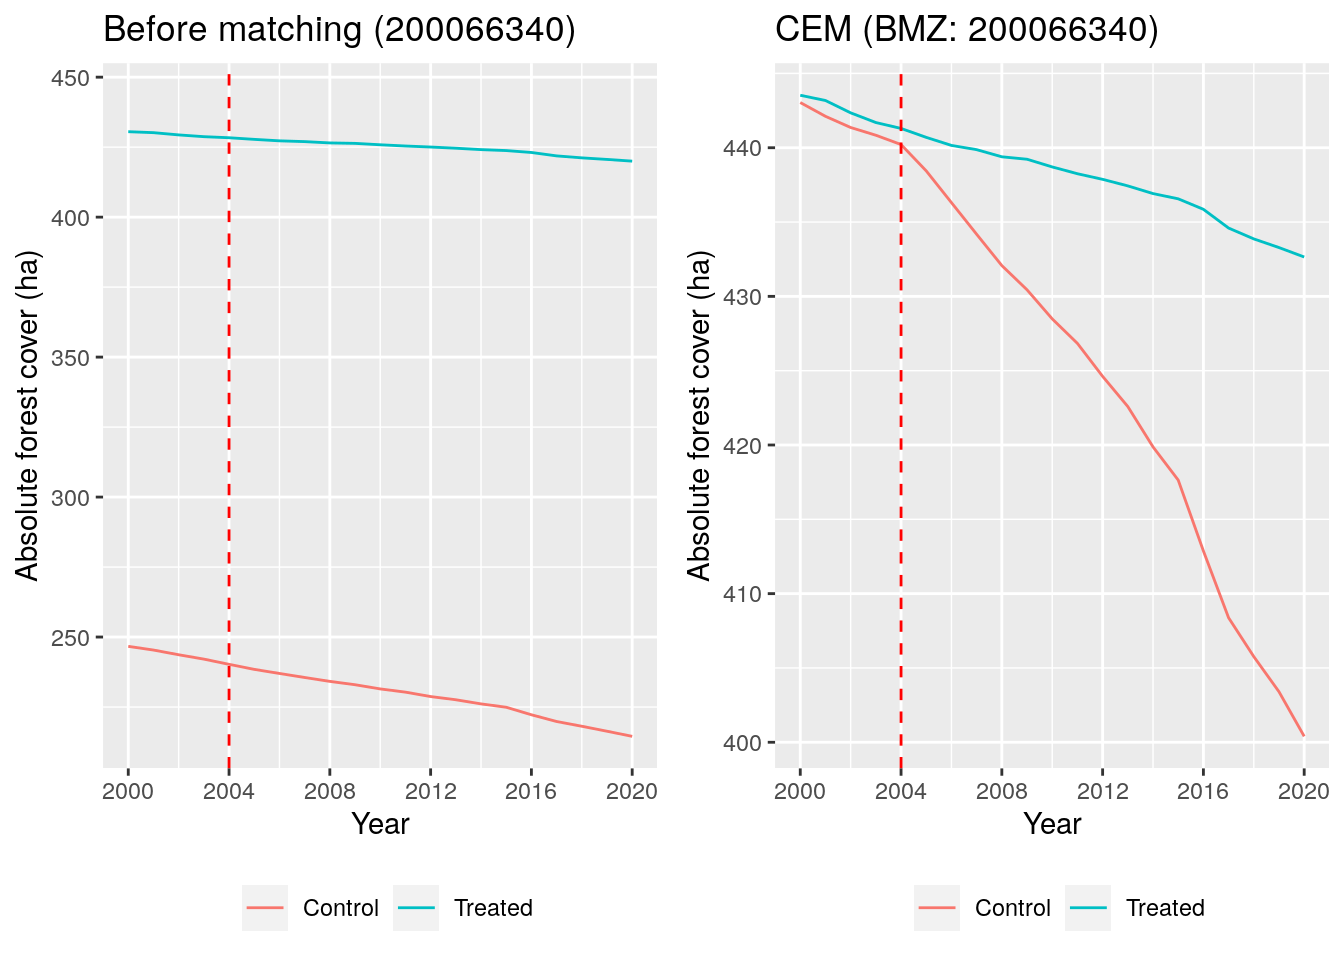 Before matching (200066340)
Absolute forest cover (ha)
450
400
350
300
250
2000 2004 2008 2012 2016 2020
Year
Control Treated
CEM (BMZ: 200066340)
Absolute forest cover (ha)
440
430
420
410
400
2000 2004 2008 2012 2016 2020
Year
Control Treated